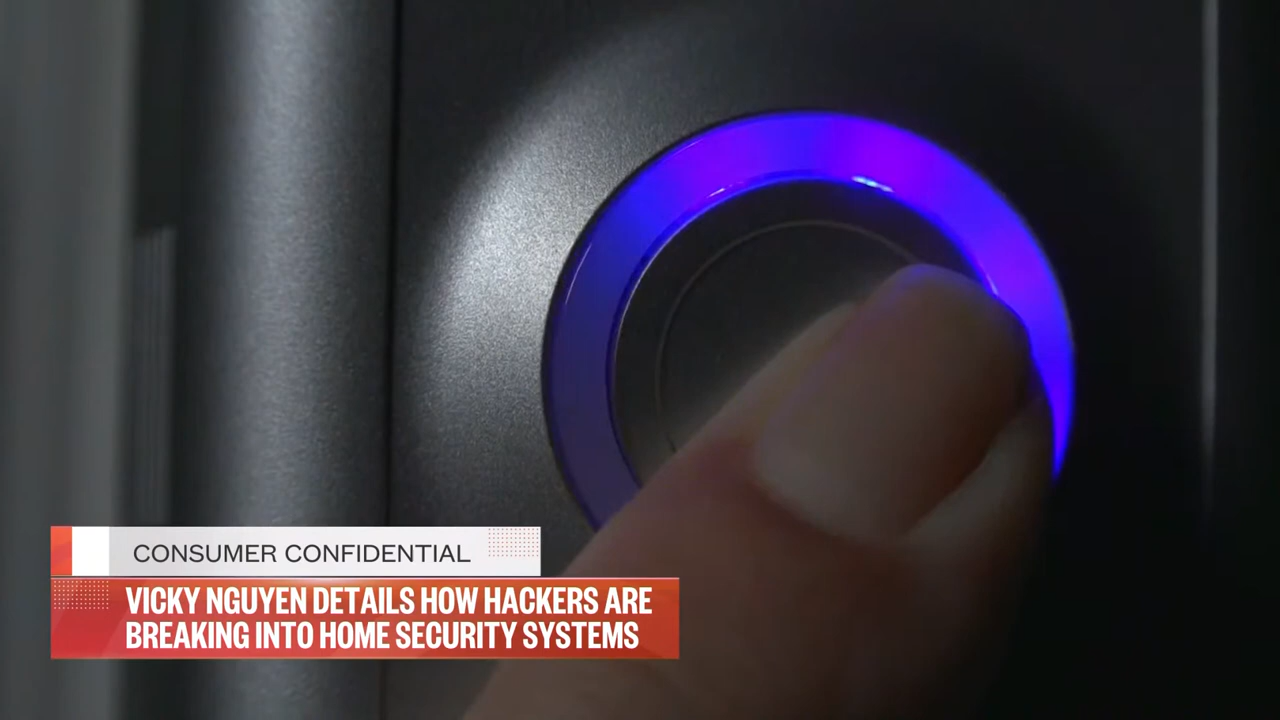 CONSUMER CONFIDENTIAL
VICKY NGUYEN DETAILS HOW HACKERS ARE
BREAKING INTO HOME SECURITY SYSTEMS